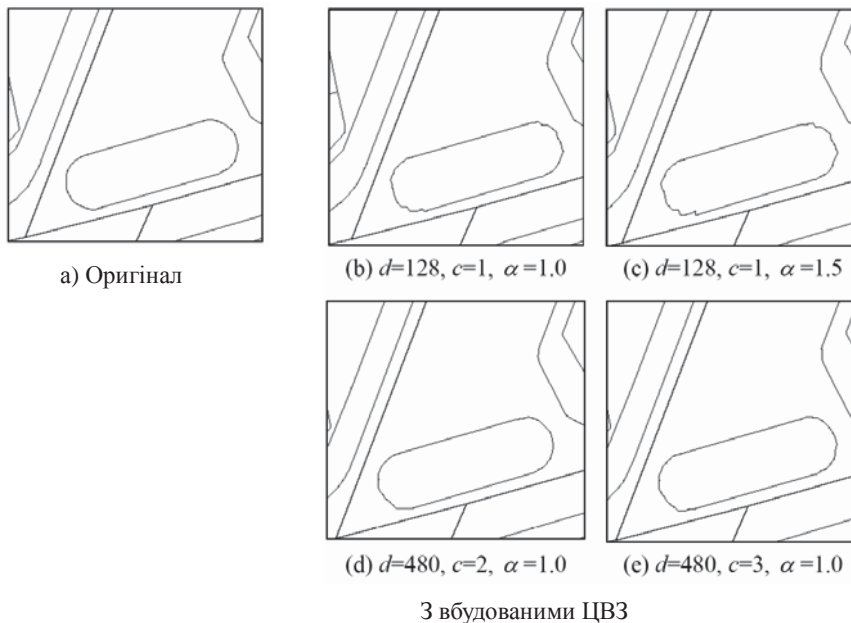 a) Оригінал
(b) d=128, c=1, α=1.0
(c) d=128, c=1, α=1.5
(d) d=480, c=2, α=1.0
(e) d=480, c=3, α=1.0
З вбудованими ЦВЗ